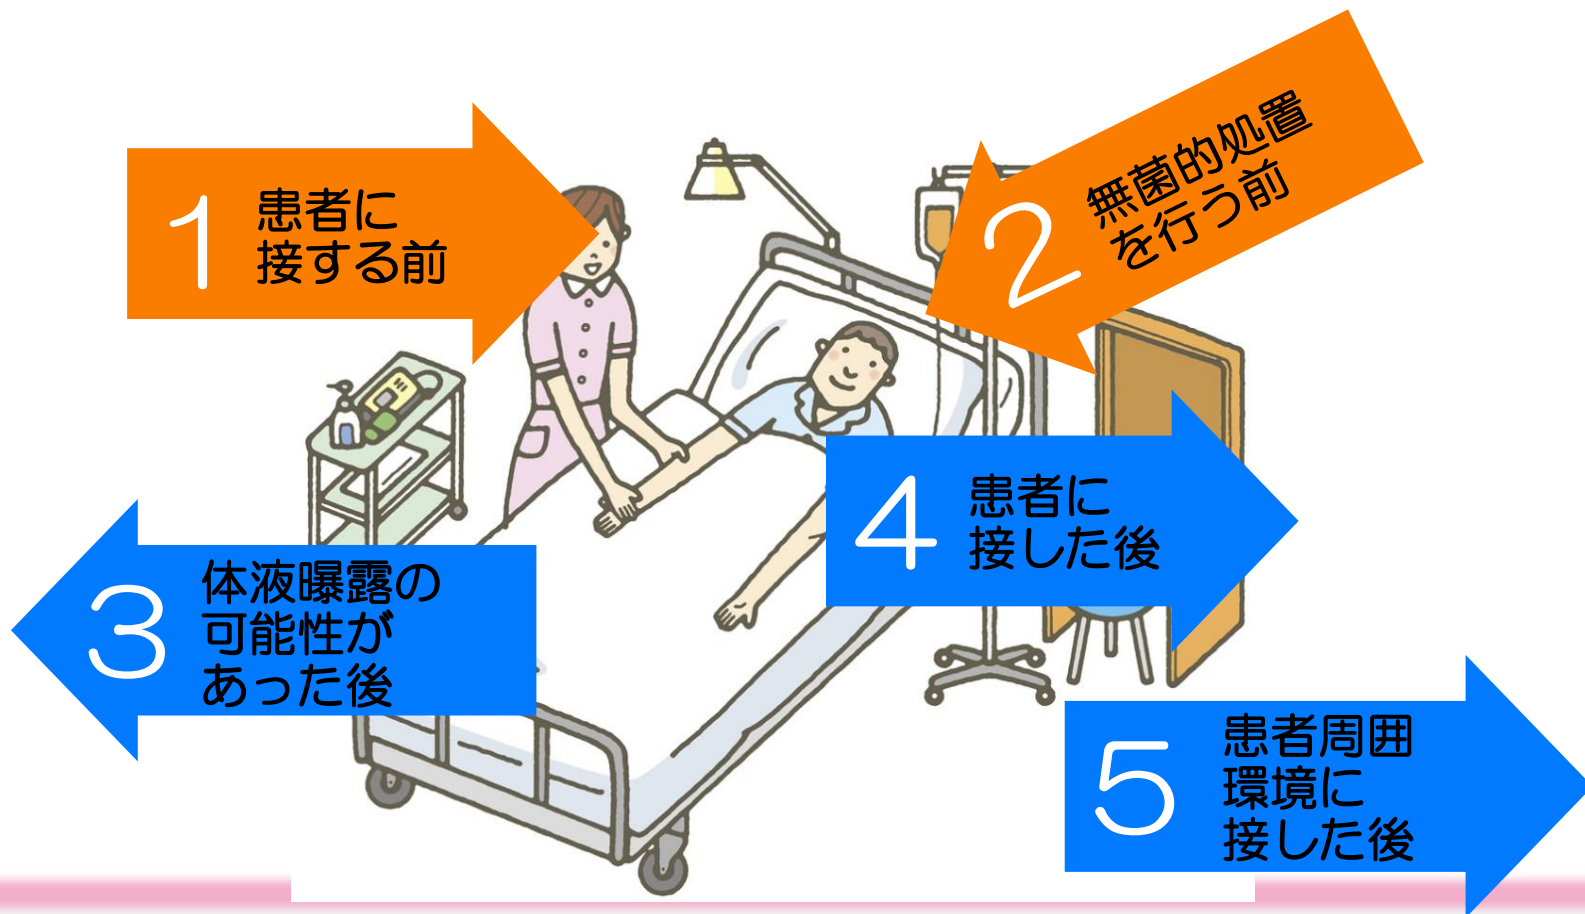 1
患者に
接する前
2
無菌的処置
を行う前
3
体液曝露の
可能性が
あった後
4
患者に
接した後
5
患者周囲
環境に
接した後